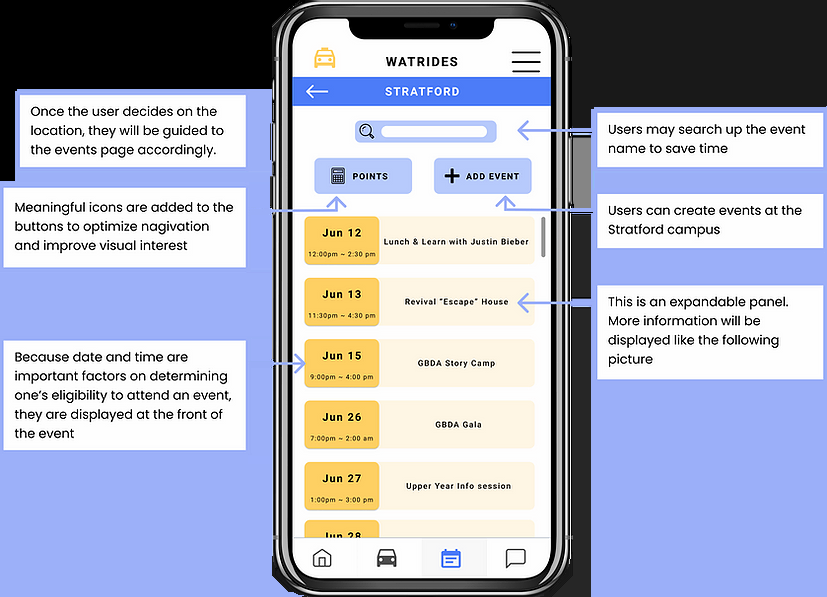 WATRIDES
STRATFORD
POINTS
ADD EVENT
Jun 12
12:00pm ~ 2:30 pm
Lunch & Learn with Justin Bieber
Jun 13
11:30pm ~ 4:30 pm
Revival "Escape" House
Jun 15
9:00pm ~ 4:00 pm
GBDA Story Camp
Jun 26
7:00pm ~ 2:00 am
GBDA Gala
Jun 27
1:00pm ~ 3:00 pm
Upper Year Info session
Jun 28
Once the user decides on the
location, they will be guided to
the events page accordingly.
Meaningful icons are added to the
buttons to optimize nagivation
and improve visual interest
Because date and time are
important factors on determining
one's eligibility to attend an event,
they are displayed at the front of
the event
Users may search up the event
name to save time
Users can create events at the
Stratford campus
This is an expandable panel.
More information will be
displayed like the following
picture